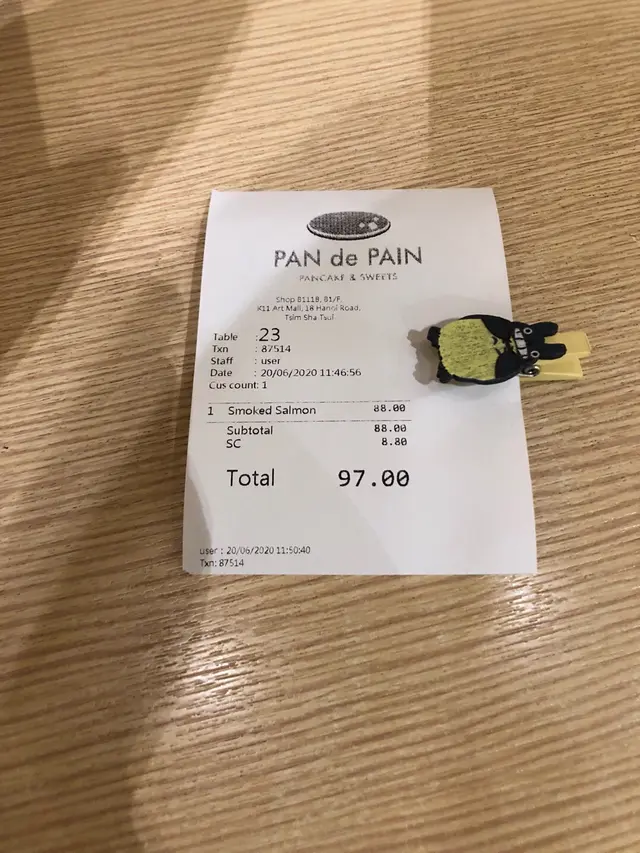 PAN de PAIN
PANCAKE & SWEETS
Shop B111B, B1/F,
K11 Art Mall, 18 Hanoi Road,
Tsim Sha Tsui
Table : 23
Txn : 87514
Staff : user
Date : 20/06/2020 11:46:56
Cus count: 1
1 Smoked Salmon 88.00
Subtotal 88.00
SC 8.80
Total 97.00
user : 20/06/2020 11:50:40
Txn: 87514